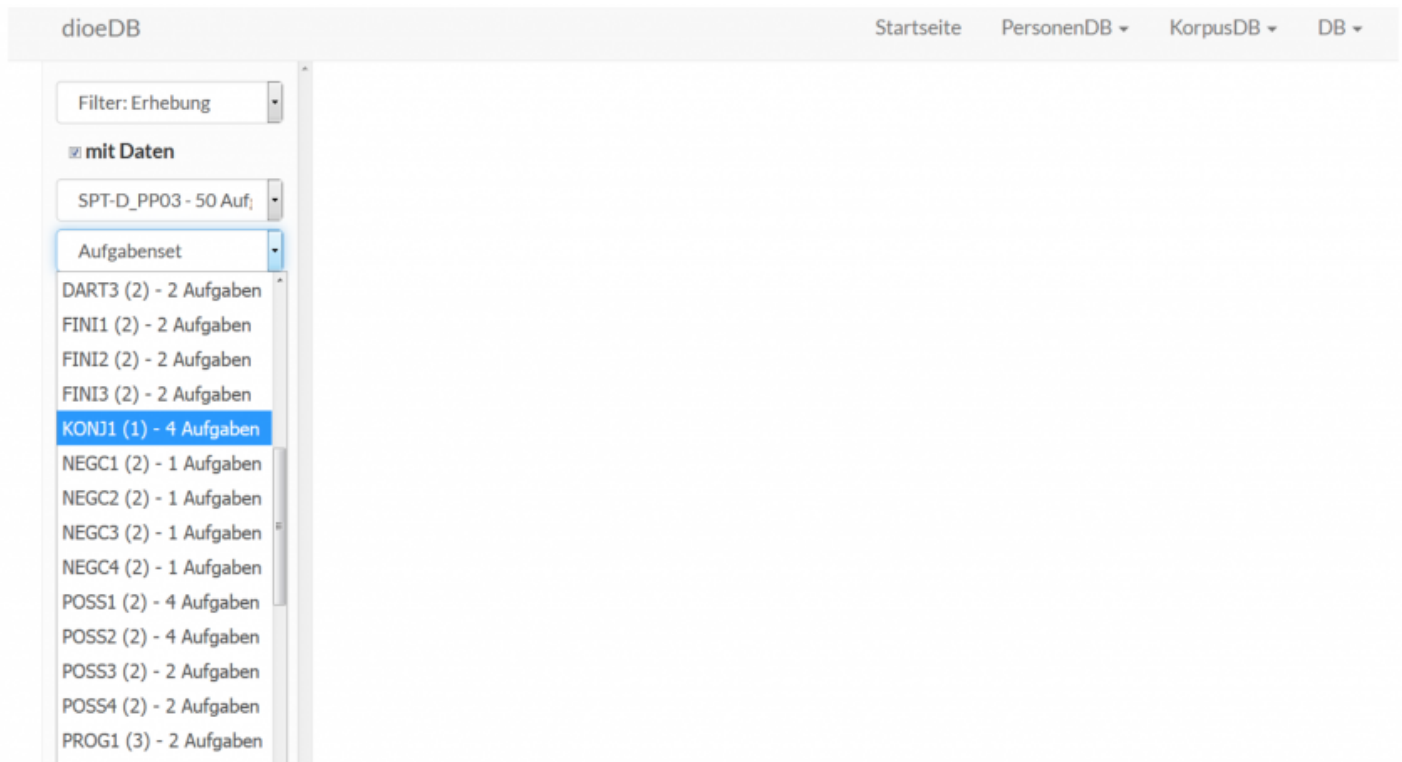 dioeDB Startseite PersonenDB KorpusDB DB
Filter: Erhebung
mit Daten
SPT-D_PP03 - 50 Auf
Aufgabenset
DART3 (2) - 2 Aufgaben
FINI1 (2) - 2 Aufgaben
FINI2 (2) - 2 Aufgaben
FINI3 (2) - 2 Aufgaben
KONJ1 (1) - 4 Aufgaben
NEGC1 (2) - 1 Aufgaben
NEGC2 (2) - 1 Aufgaben
NEGC3 (2) - 1 Aufgaben
NEGC4 (2) - 1 Aufgaben
POSS1 (2) - 4 Aufgaben
POSS2 (2) - 4 Aufgaben
POSS3 (2) - 2 Aufgaben
POSS4 (2) - 2 Aufgaben
PROG1 (3) - 2 Aufgaben